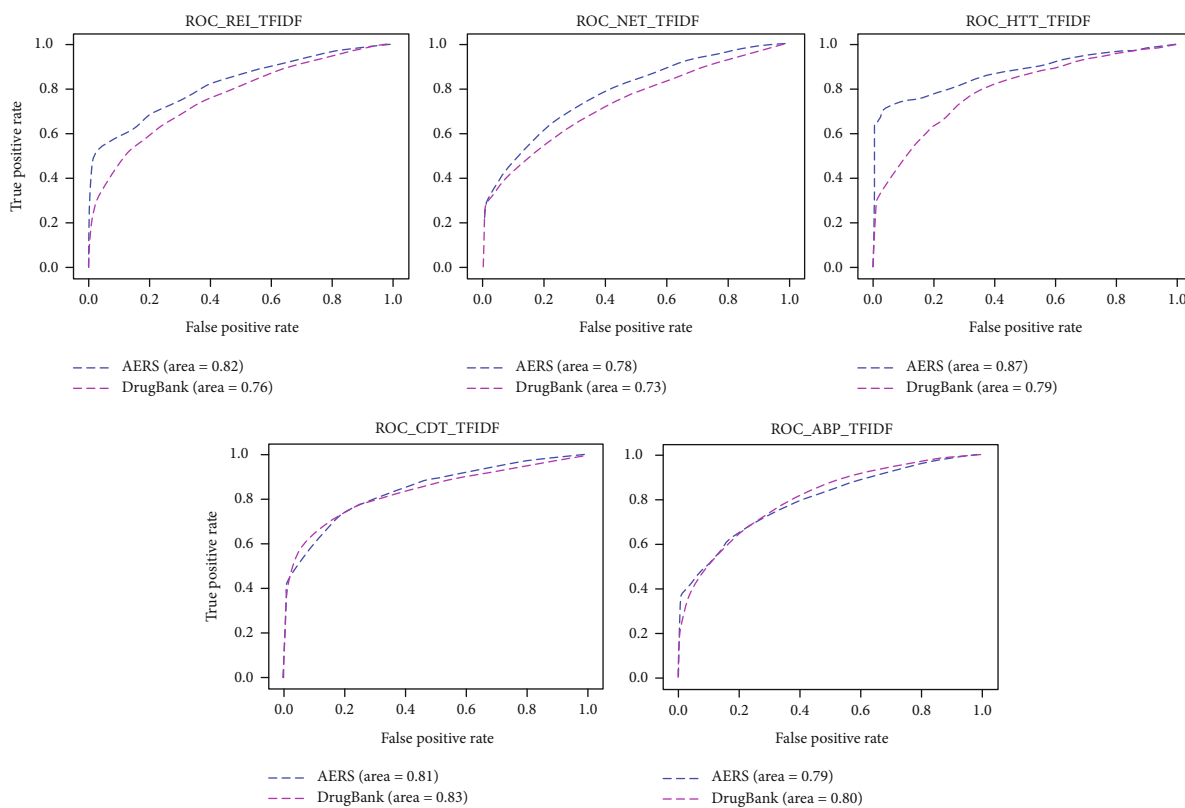 ROC_REI_TFIDF
True positive rate
1.0
0.8
0.6
0.4
0.2
0.0
0.0 0.2 0.4 0.6 0.8 1.0
False positive rate
AERS (area = 0.82)
DrugBank (area = 0.76)
ROC_NET_TFIDF
1.0
0.8
0.6
0.4
0.2
0.0
0.0 0.2 0.4 0.6 0.8 1.0
False positive rate
AERS (area = 0.78)
DrugBank (area = 0.73)
ROC_HTT_TFIDF
1.0
0.8
0.6
0.4
0.2
0.0
0.0 0.2 0.4 0.6 0.8 1.0
False positive rate
AERS (area = 0.87)
DrugBank (area = 0.79)
ROC_CDT_TFIDF
True positive rate
1.0
0.8
0.6
0.4
0.2
0.0
0.0 0.2 0.4 0.6 0.8 1.0
False positive rate
AERS (area = 0.81)
DrugBank (area = 0.83)
ROC_ABP_TFIDF
1.0
0.8
0.6
0.4
0.2
0.0
0.0 0.2 0.4 0.6 0.8 1.0
False positive rate
AERS (area = 0.79)
DrugBank (area = 0.80)